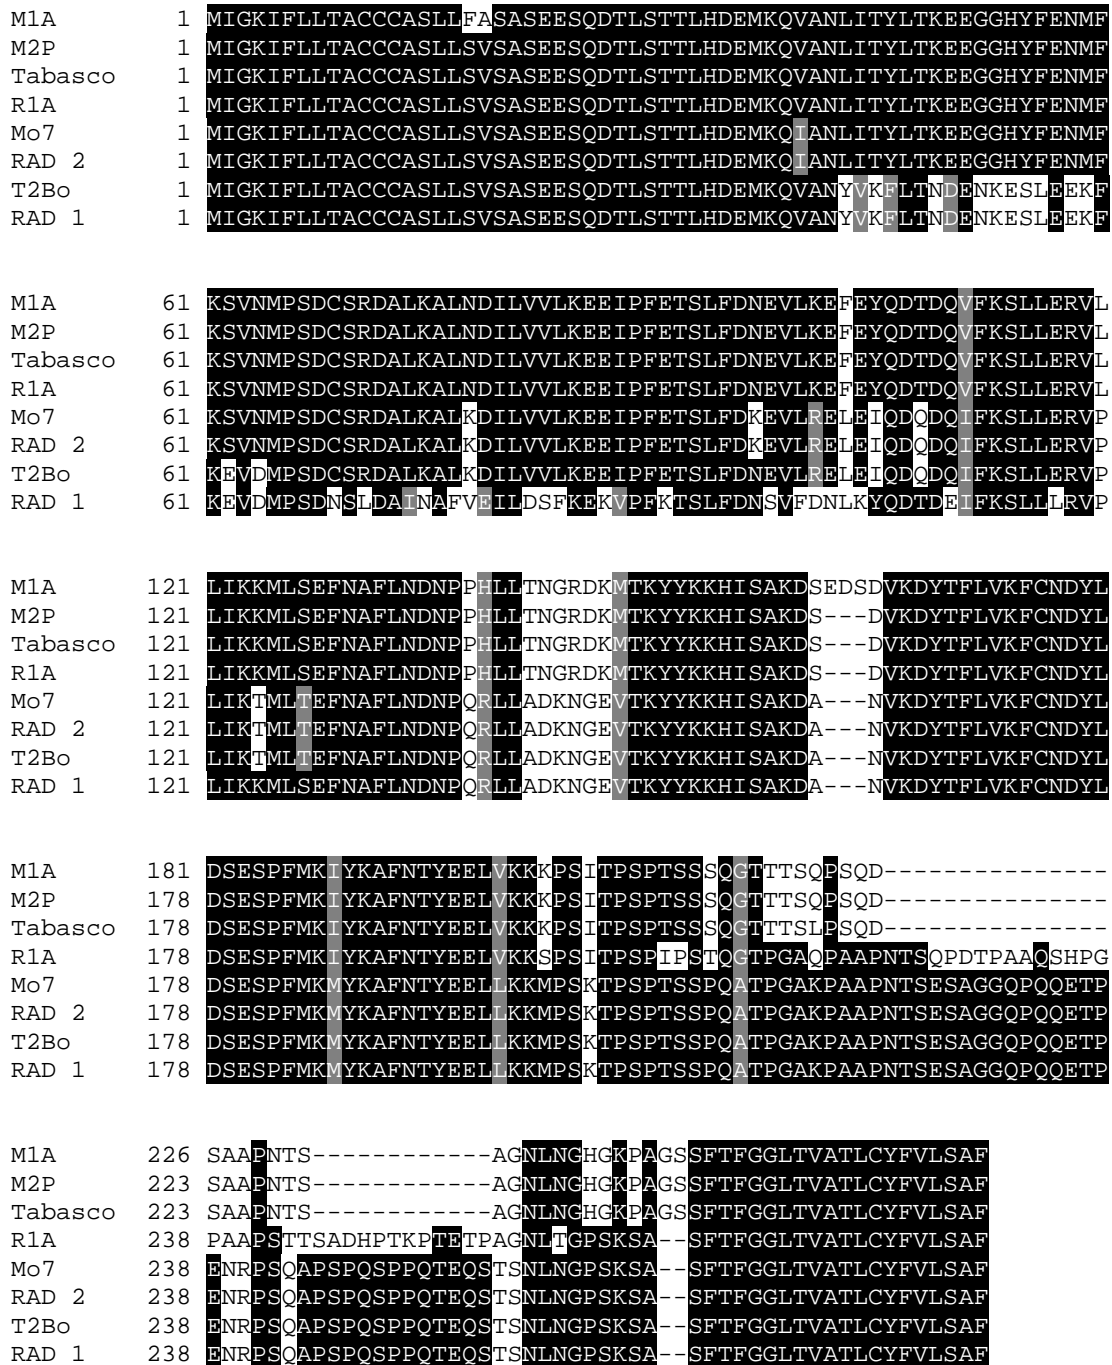 M1A 1 MIGKIFLLTACCCASLLFASASEESQDTLSTTLHDEMKQVANLITYLTKEEGGHYFENMF
M2P 1 MIGKIFLLTACCCASLLSVSASEESQDTLSTTLHDEMKQVANLITYLTKEEGGHYFENMF
Tabasco 1 MIGKIFLLTACCCASLLSVSASEESQDTLSTTLHDEMKQVANLITYLTKEEGGHYFENMF
R1A 1 MIGKIFLLTACCCASLLSVSASEESQDTLSTTLHDEMKQVANLITYLTKEEGGHYFENMF
Mo7 1 MIGKIFLLTACCCASLLSVSASEESQDTLSTTLHDEMKQIANLITYLTKEEGGHYFENMF
RAD 2 1 MIGKIFLLTACCCASLLSVSASEESQDTLSTTLHDEMKQIANLITYLTKEEGGHYFENMF
T2Bo 1 MIGKIFLLTACCCASLLSVSASEESQDTLSTTLHDEMKQVANYVKFLTNDENKESLEEKF
RAD 1 1 MIGKIFLLTACCCASLLSVSASEESQDTLSTTLHDEMKQVANYVKFLTNDENKESLEEKF
M1A 61 KSVNMPSDCSRDALKALNDILVVLKEEIPFETSLFDNEVLKEFEYQDTDQVFKSLLERVL
M2P 61 KSVNMPSDCSRDALKALNDILVVLKEEIPFETSLFDNEVLKEFEYQDTDQVFKSLLERVL
Tabasco 61 KSVNMPSDCSRDALKALNDILVVLKEEIPFETSLFDNEVLKEFEYQDTDQVFKSLLERVL
R1A 61 KSVNMPSDCSRDALKALNDILVVLKEEIPFETSLFDNEVLKEFEYQDTDQVFKSLLERVL
Mo7 61 KSVNMPSDCSRDALKALKDILVVLKEEIPFETSLFDKEVLRELEIQDQDQIFKSLLERVP
RAD 2 61 KSVNMPSDCSRDALKALKDILVVLKEEIPFETSLFDKEVLRELEIQDQDQIFKSLLERVP
T2Bo 61 KEVDMPSDCSRDALKALKDILVVLKEEIPFETSLFDNEVLRELEIQDQDQIFKSLLERVP
RAD 1 61 KEVDMPSDNSLDAINAFVEILDSFKEKVPFKTSLFDNSVFDNLKYQDTDEIFKSLLLRVP
M1A 121 LIKKMLSEFNAFLNDNPPHLLTNGRDKMTKYYKKHISAKDSEDSDVKDYTFLVKFCNDYL
M2P 121 LIKKMLSEFNAFLNDNPPHLLTNGRDKMTKYYKKHISAKDS---DVKDYTFLVKFCNDYL
Tabasco 121 LIKKMLSEFNAFLNDNPPHLLTNGRDKMTKYYKKHISAKDS---DVKDYTFLVKFCNDYL
R1A 121 LIKKMLSEFNAFLNDNPPHLLTNGRDKMTKYYKKHISAKDS---DVKDYTFLVKFCNDYL
Mo7 121 LIKTMLTEFNAFLNDNPQRLLADKNGEVTKYYKKHISAKDA---NVKDYTFLVKFCNDYL
RAD 2 121 LIKTMLTEFNAFLNDNPQRLLADKNGEVTKYYKKHISAKDA---NVKDYTFLVKFCNDYL
T2Bo 121 LIKTMLTEFNAFLNDNPQRLLADKNGEVTKYYKKHISAKDA---NVKDYTFLVKFCNDYL
RAD 1 121 LIKKMLSEFNAFLNDNPQRLLADKNGEVTKYYKKHISAKDA---NVKDYTFLVKFCNDYL
M1A 181 DSESPFMKIYKAFNTYEELVKKKPSITPSPTSSSQGTTTSQPSQD---------------
M2P 178 DSESPFMKIYKAFNTYEELVKKKPSITPSPTSSSQGTTTSQPSQD---------------
Tabasco 178 DSESPFMKIYKAFNTYEELVKKKPSITPSPTSSSQGTTTSLPSQD---------------
R1A 178 DSESPFMKIYKAFNTYEELVKKSPSITPSPIPSTQGTPGAQPAAPNTSQPDTPAAQSHPG
Mo7 178 DSESPFMKMYKAFNTYEELLKKMPSKTPSPTSSPQATPGAKPAAPNTSESAGGQPQQETP
RAD 2 178 DSESPFMKMYKAFNTYEELLKKMPSKTPSPTSSPQATPGAKPAAPNTSESAGGQPQQETP
T2Bo 178 DSESPFMKMYKAFNTYEELLKKMPSKTPSPTSSPQATPGAKPAAPNTSESAGGQPQQETP
RAD 1 178 DSESPFMKMYKAFNTYEELLKKMPSKTPSPTSSPQATPGAKPAAPNTSESAGGQPQQETP
M1A 226 SAAPNTS------------AGNLNGHGKPAGSSFTFGGLTVATLCYFVLSAF
M2P 223 SAAPNTS------------AGNLNGHGKPAGSSFTFGGLTVATLCYFVLSAF
Tabasco 223 SAAPNTS------------AGNLNGHGKPAGSSFTFGGLTVATLCYFVLSAF
R1A 238 PAAPSTTSADHPTKPTETPAGNLTGPSKSA--SFTFGGLTVATLCYFVLSAF
Mo7 238 ENRPSQAPSPQSPPQTEQSTSNLNGPSKSA--SFTFGGLTVATLCYFVLSAF
RAD 2 238 ENRPSQAPSPQSPPQTEQSTSNLNGPSKSA--SFTFGGLTVATLCYFVLSAF
T2Bo 238 ENRPSQAPSPQSPPQTEQSTSNLNGPSKSA--SFTFGGLTVATLCYFVLSAF
RAD 1 238 ENRPSQAPSPQSPPQTEQSTSNLNGPSKSA--SFTFGGLTVATLCYFVLSAF